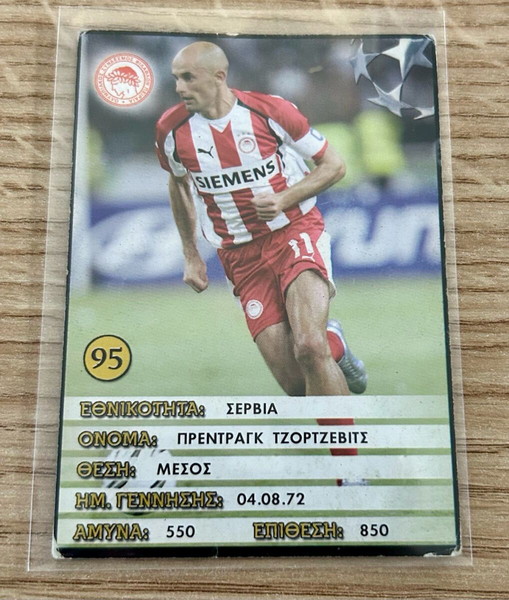 SIEMENS
11
95
ΕΘΝΙΚΟΤΗΤΑ: ΣΕΡΒΙΑ
ΟΝΟΜΑ: ΠΡΕΝΤΡΑΓΚ ΤΖΟΡΤΖΕΒΙΤΣ
ΘΕΣΗ: ΜΕΣΟΣ
ΗΜ. ΓΕΝΝΗΣΗΣ: 04.08.72
ΑΜΥΝΑ: 550 ΕΠΙΘΕΣΗ: 850